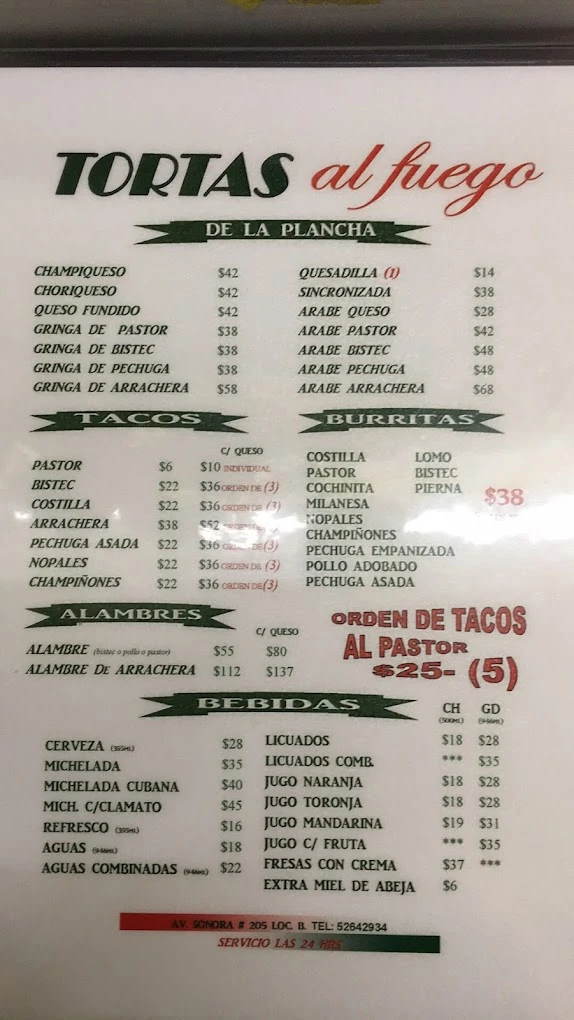 TORTAS al fuego
DE LA PLANCHA
CHAMPIQUESO $42
CHORIQUESO $42
QUESO FUNDIDO $42
GRINGA DE PASTOR $38
GRINGA DE BISTEC $38
GRINGA DE PECHUGA $38
GRINGA DE ARRACHERA $58
QUESADILLA (1) $14
SINCRONIZADA $38
ARABE QUESO $28
ARABE PASTOR $42
ARABE BISTEC $48
ARABE PECHUGA $48
ARABE ARRACHERA $68
TACOS
C/ QUESO
PASTOR $6 $10 INDIVIDUAL
BISTEC $22 $36 ORDEN DE (3)
COSTILLA $22 $36 ORDEN DE (3)
ARRACHERA $38 $52 ORDEN DE
PECHUGA ASADA $22 $36 ORDEN DE (3)
NOPALES $22 $36 ORDEN DE (3)
CHAMPIÑONES $22 $36 ORDEN DE (3)
BURRITAS
COSTILLA LOMO
PASTOR BISTEC
COCHINITA PIERNA $38
MILANESA
NOPALES
CHAMPIÑONES
PECHUGA EMPANIZADA
POLLO ADOBADO
PECHUGA ASADA
ALAMBRES
C/ QUESO
ALAMBRE (bistec o pollo o pastor) $55 $80
ALAMBRE DE ARRACHERA $112 $137
ORDEN DE TACOS
AL PASTOR
$25- (5)
BEBIDAS
CERVEZA (355ML) $28
MICHELADA $35
MICHELADA CUBANA $40
MICH. C/CLAMATO $45
REFRESCO (355ML) $16
AGUAS (946ML) $18
AGUAS COMBINADAS (946ML) $22
CH GD
(500ML) (946ML)
LICUADOS $18 $28
LICUADOS COMB. *** $35
JUGO NARANJA $18 $28
JUGO TORONJA $18 $28
JUGO MANDARINA $19 $31
JUGO C/ FRUTA *** $35
FRESAS CON CREMA $37 ***
EXTRA MIEL DE ABEJA $6
AV. SONORA # 205 LOC. B. TEL: 52642934
SERVICIO LAS 24 HRS